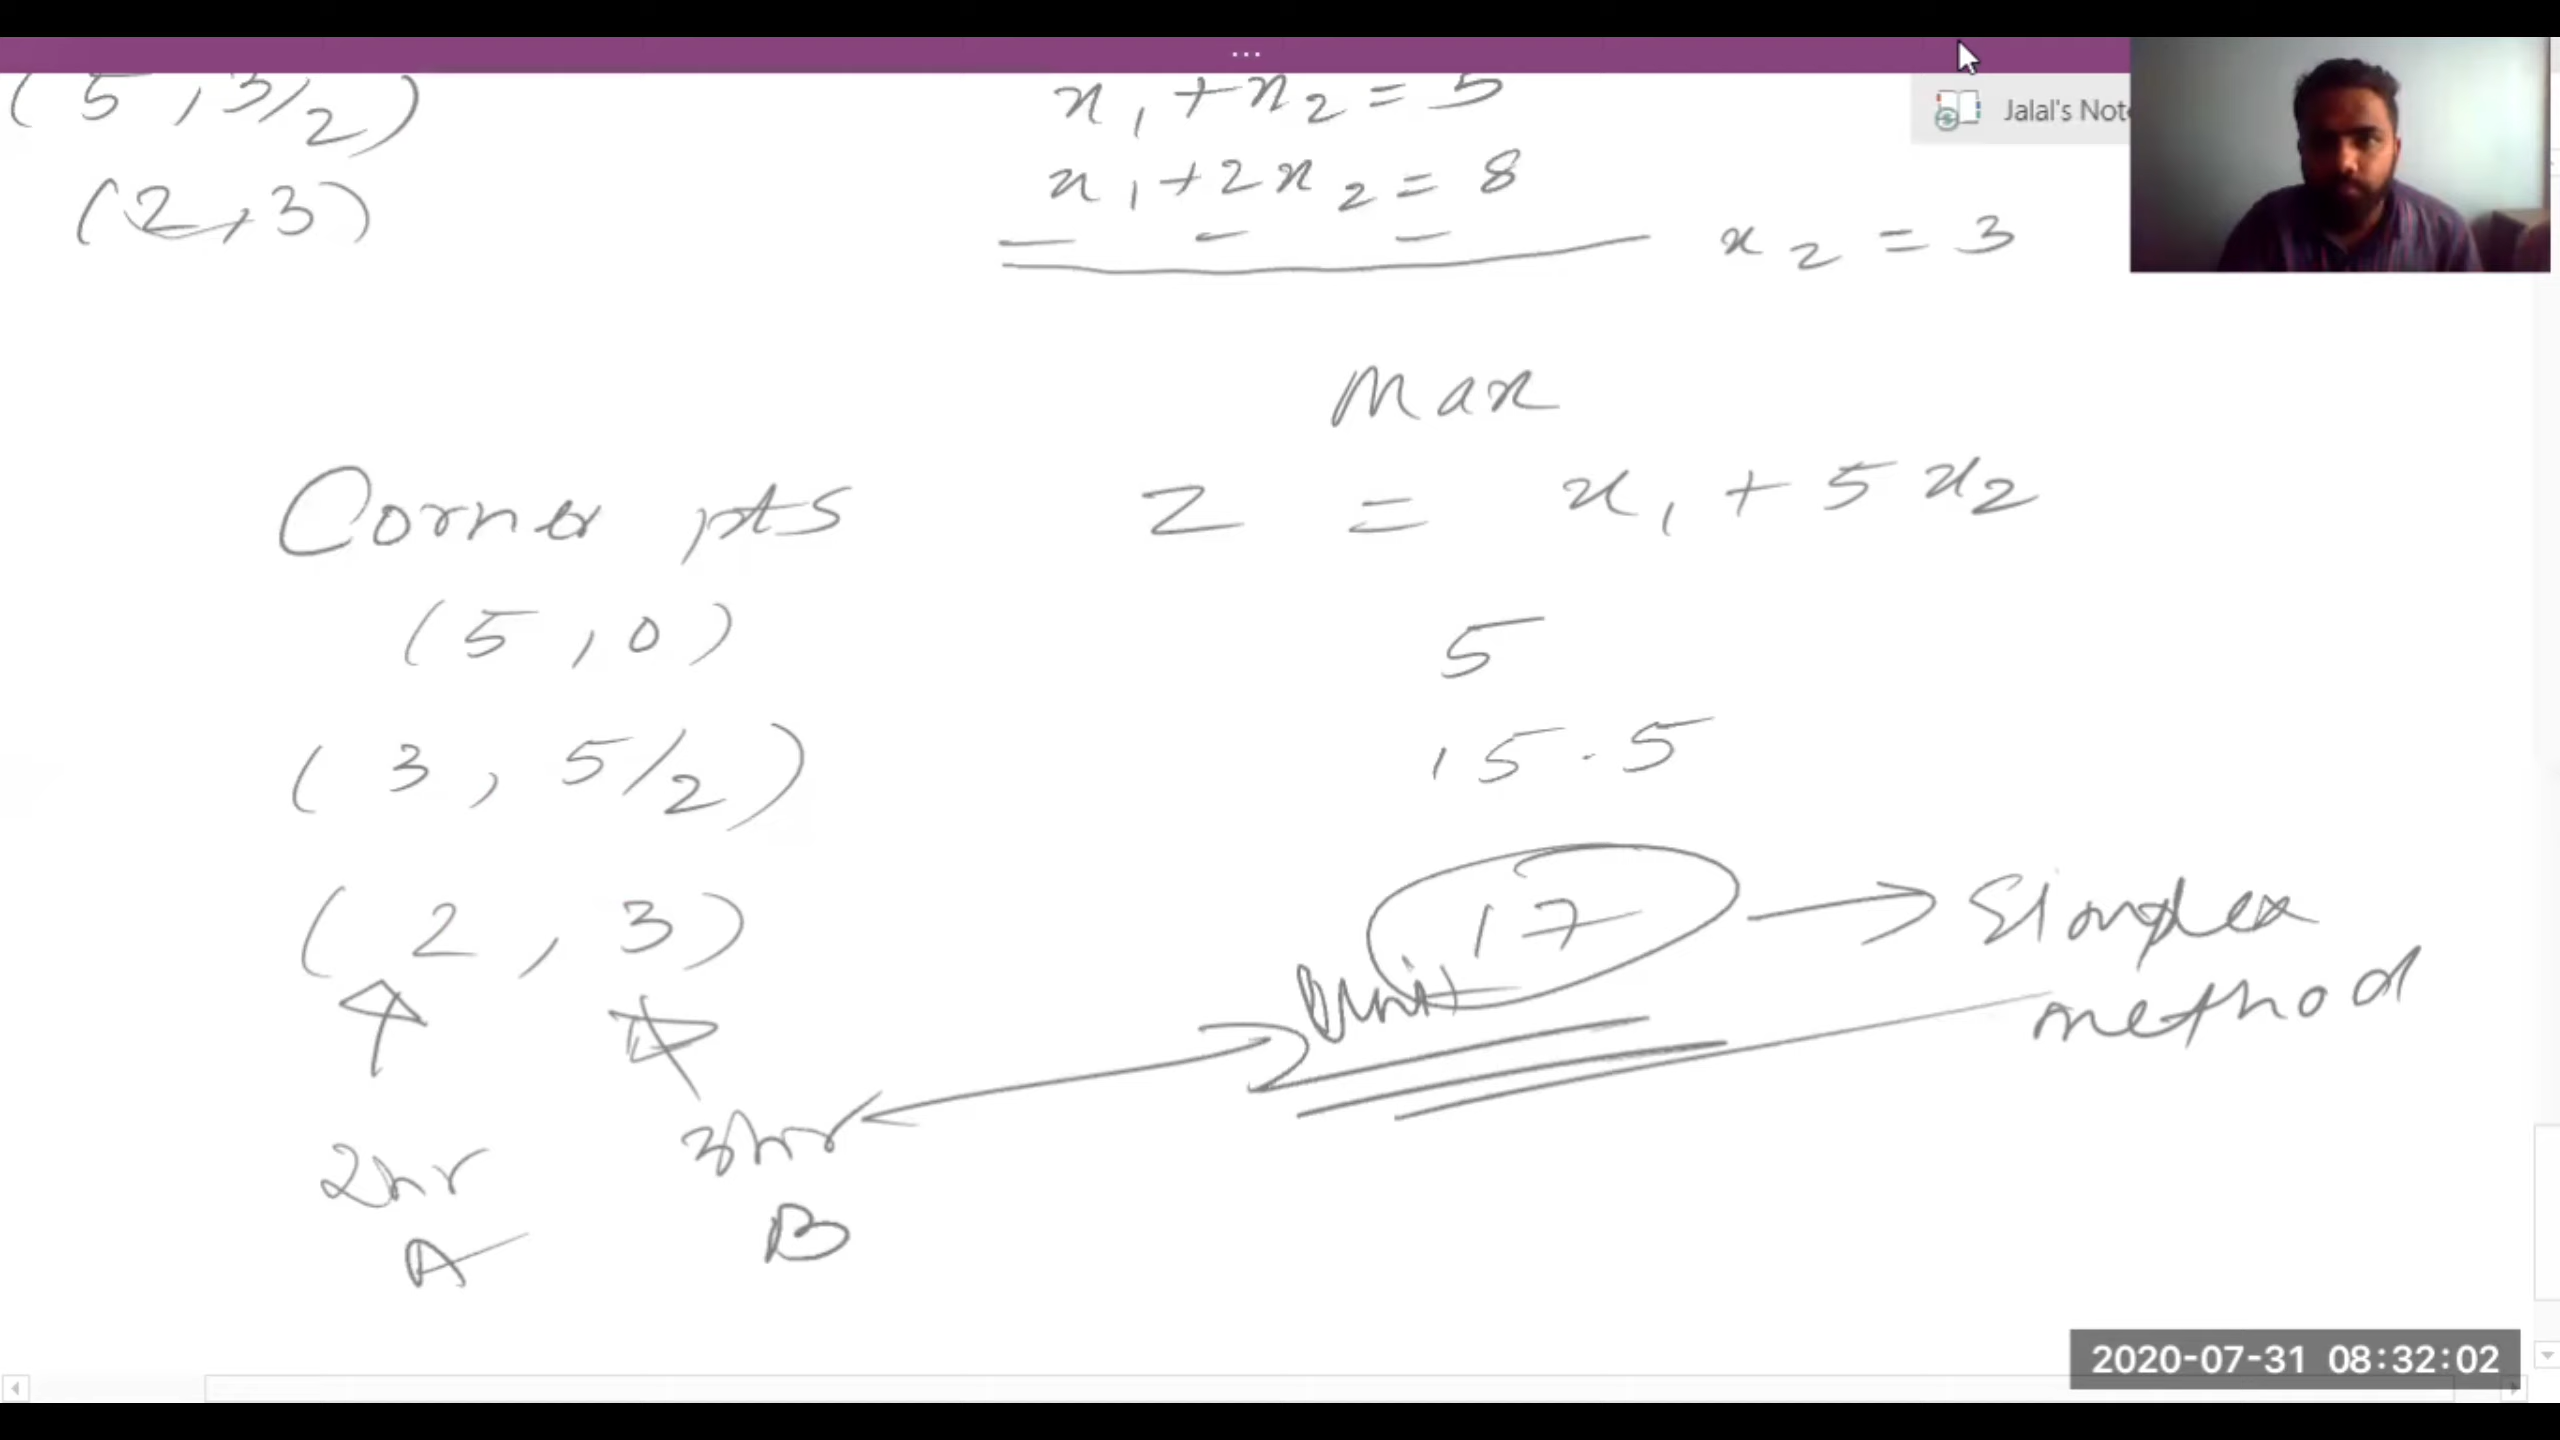 ...
(5, 3/2)
x₁ + x₂ = 5
Jalal's Note
(2, 3)
x₁ + 2x₂ = 8
– – –
x₂ = 3
Max
Corner pts Z = x₁ + 5x₂
(5, 0) 5
(3, 5/2) 15.5
(2, 3) 17 → Simplex
method
unit
2hr 3hr
A B
2020-07-31 08:32:02